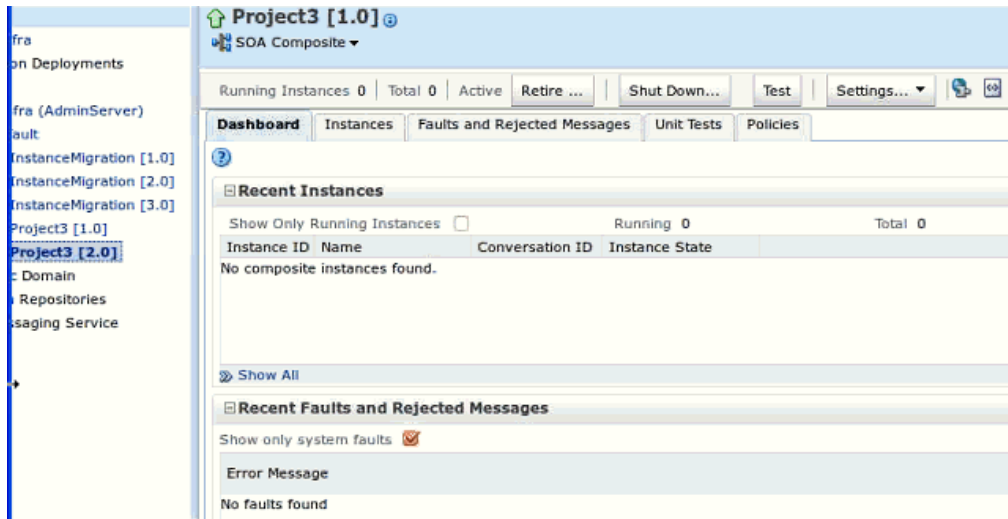 Project3 [1.0]
SOA Composite
Running Instances 0 Total 0 Active Retire ... Shut Down... Test Settings...
Dashboard Instances Faults and Rejected Messages Unit Tests Policies
Recent Instances
Show Only Running Instances Running 0 Total 0
Instance ID Name Conversation ID Instance State
No composite instances found.
Show All
Recent Faults and Rejected Messages
Show only system faults
Error Message
No faults found
fra
on Deployments
fra (AdminServer)
ault
InstanceMigration [1.0]
InstanceMigration [2.0]
InstanceMigration [3.0]
Project3 [1.0]
Project3 [2.0]
c Domain
Repositories
ssaging Service